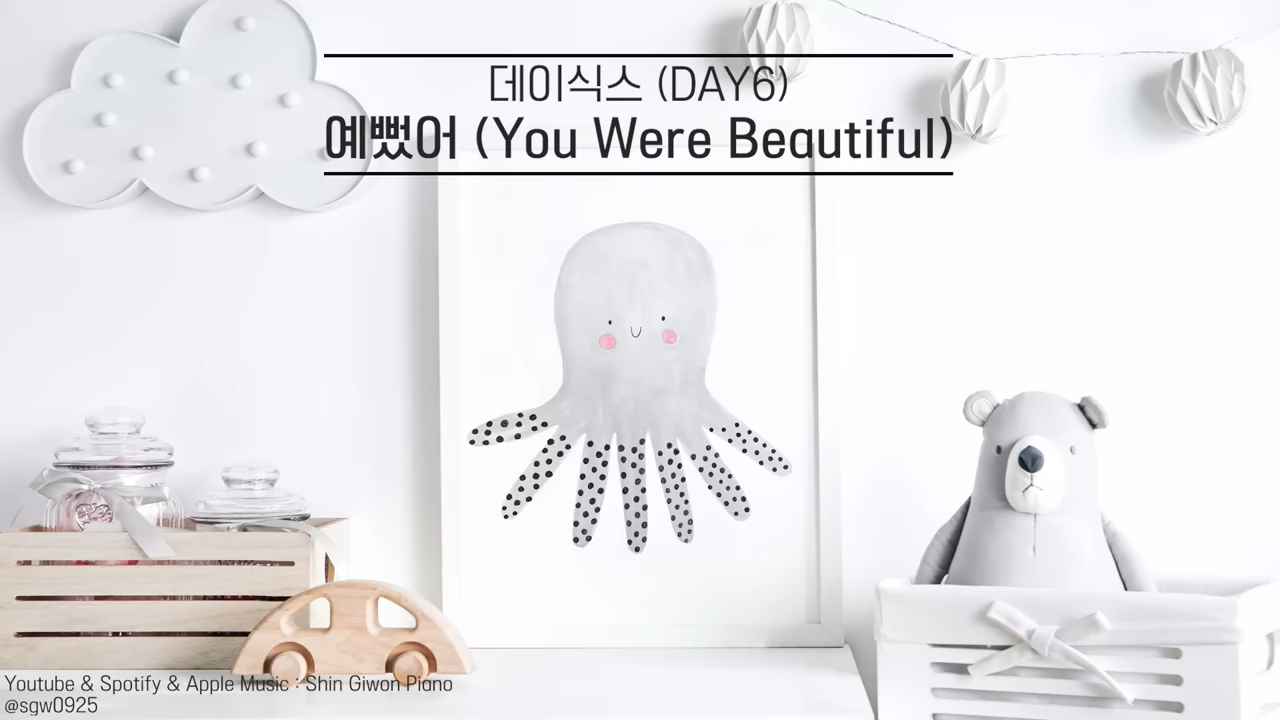 데이식스 (DAY6)
예뻤어 (You Were Beautiful)
Youtube & Spotify & Apple Music : Shin Giwon Piano
@sgw0925